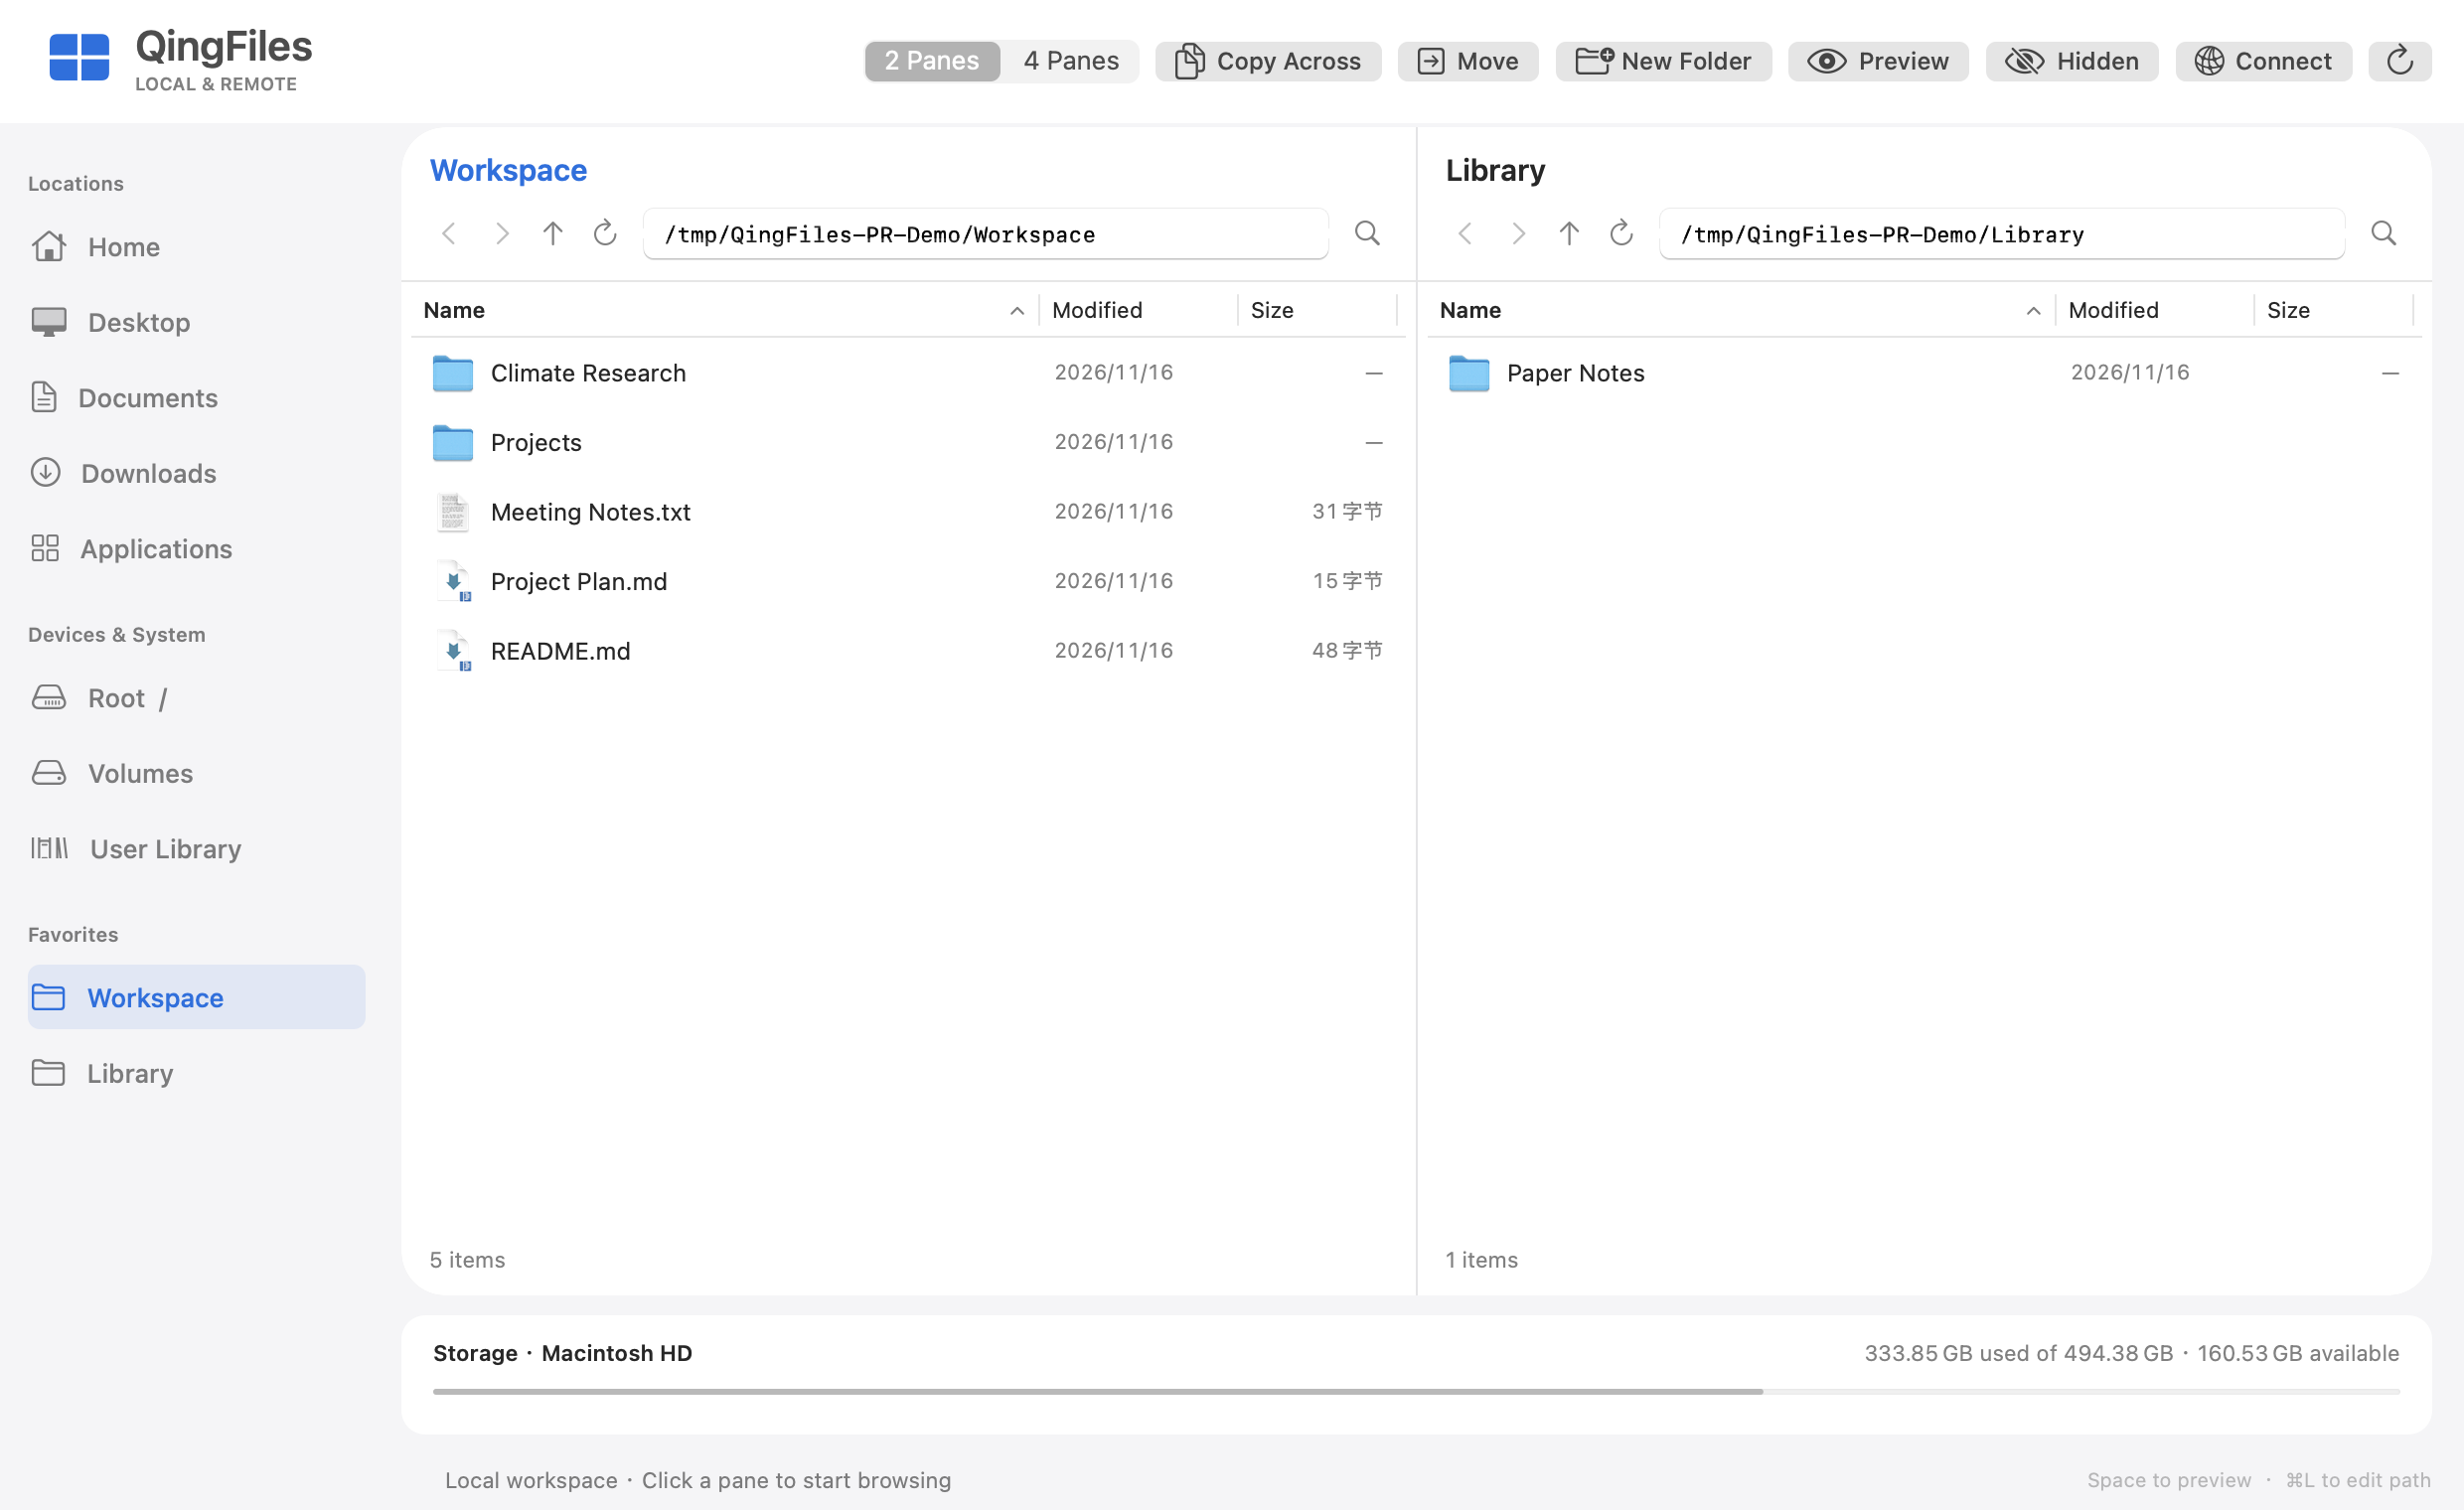 QingFiles
LOCAL & REMOTE
2 Panes 4 Panes Copy Across Move New Folder Preview Hidden Connect
Locations
Home
Desktop
Documents
Downloads
Applications
Devices & System
Root /
Volumes
User Library
Favorites
Workspace
Library
Workspace
/tmp/QingFiles-PR-Demo/Workspace
Name Modified Size
Climate Research 2026/11/16 —
Projects 2026/11/16 —
Meeting Notes.txt 2026/11/16 31 字节
Project Plan.md 2026/11/16 15 字节
README.md 2026/11/16 48 字节
5 items
Library
/tmp/QingFiles-PR-Demo/Library
Name Modified Size
Paper Notes 2026/11/16 —
1 items
Storage · Macintosh HD
333.85 GB used of 494.38 GB · 160.53 GB available
Local workspace · Click a pane to start browsing
Space to preview · ⌘L to edit path